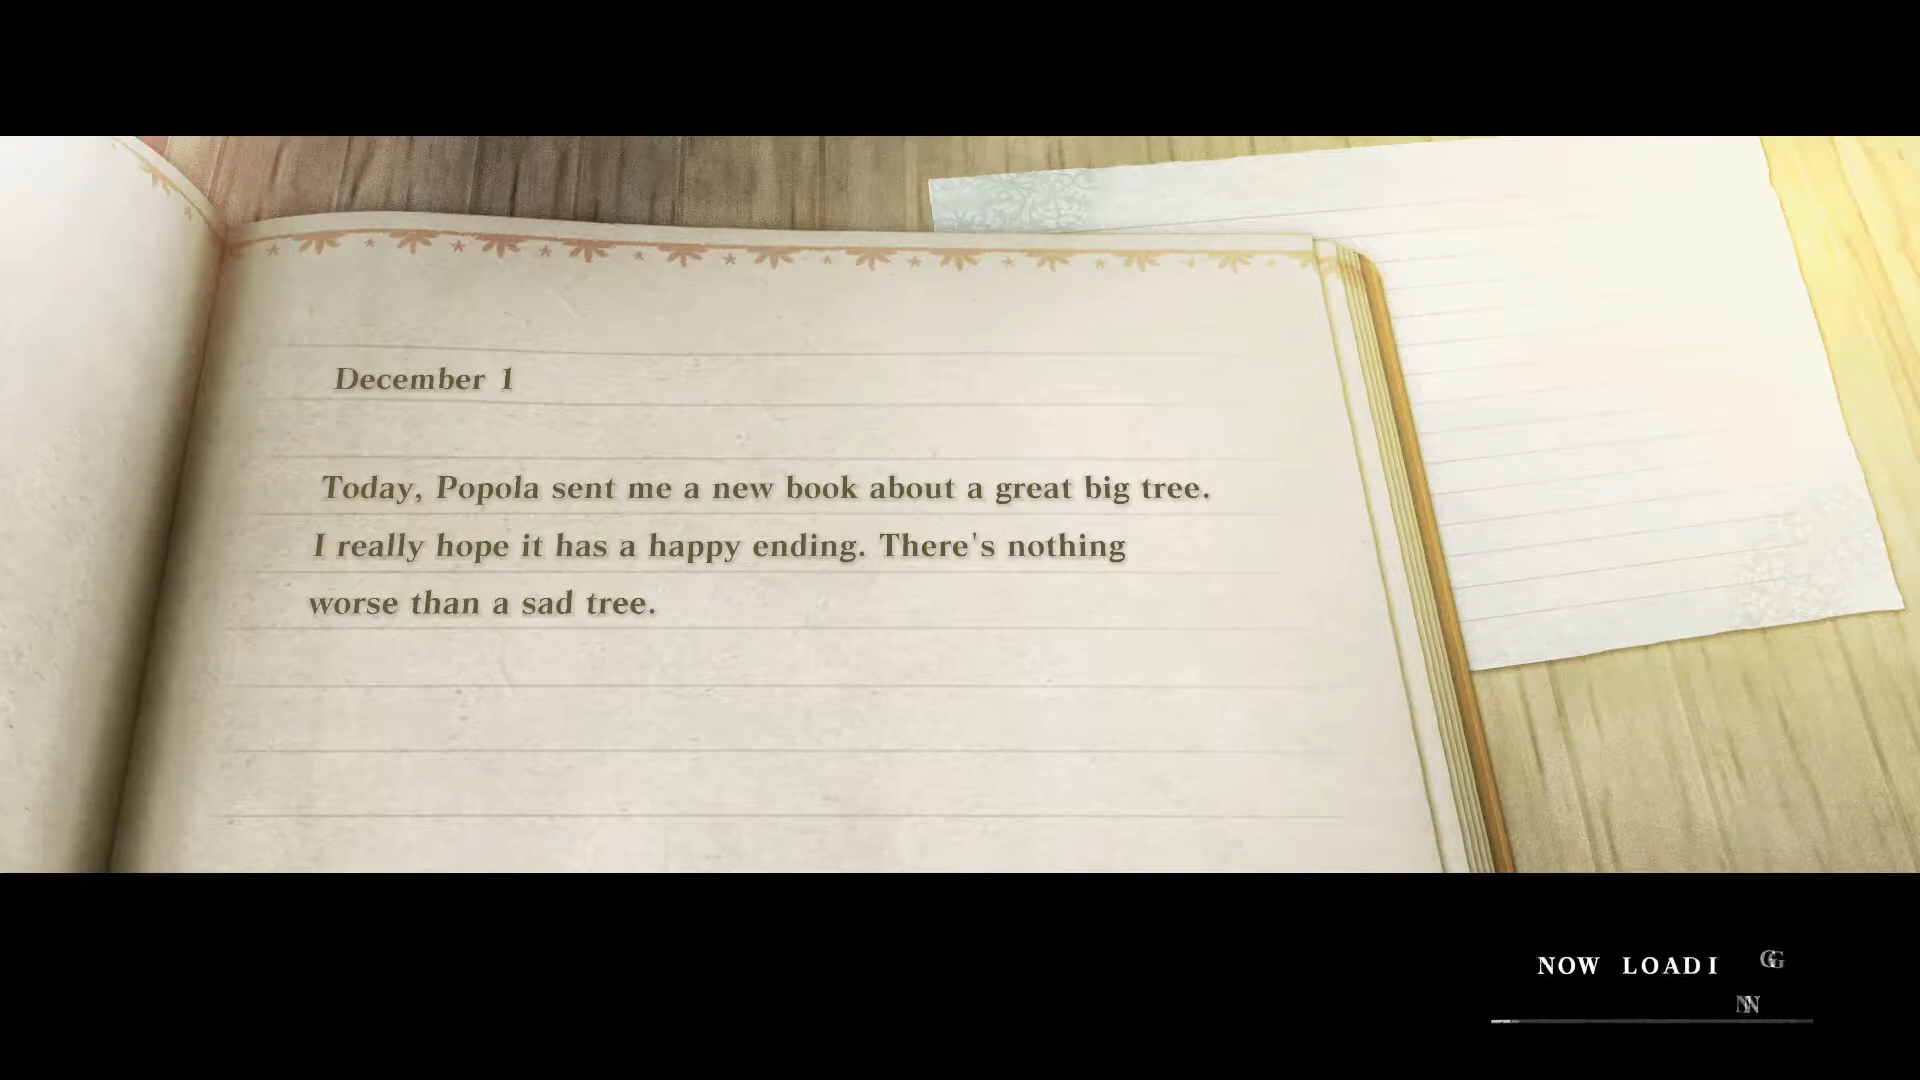 December 1
Today, Popola sent me a new book about a great big tree.
I really hope it has a happy ending. There's nothing
worse than a sad tree.
NOW LOADI G
N